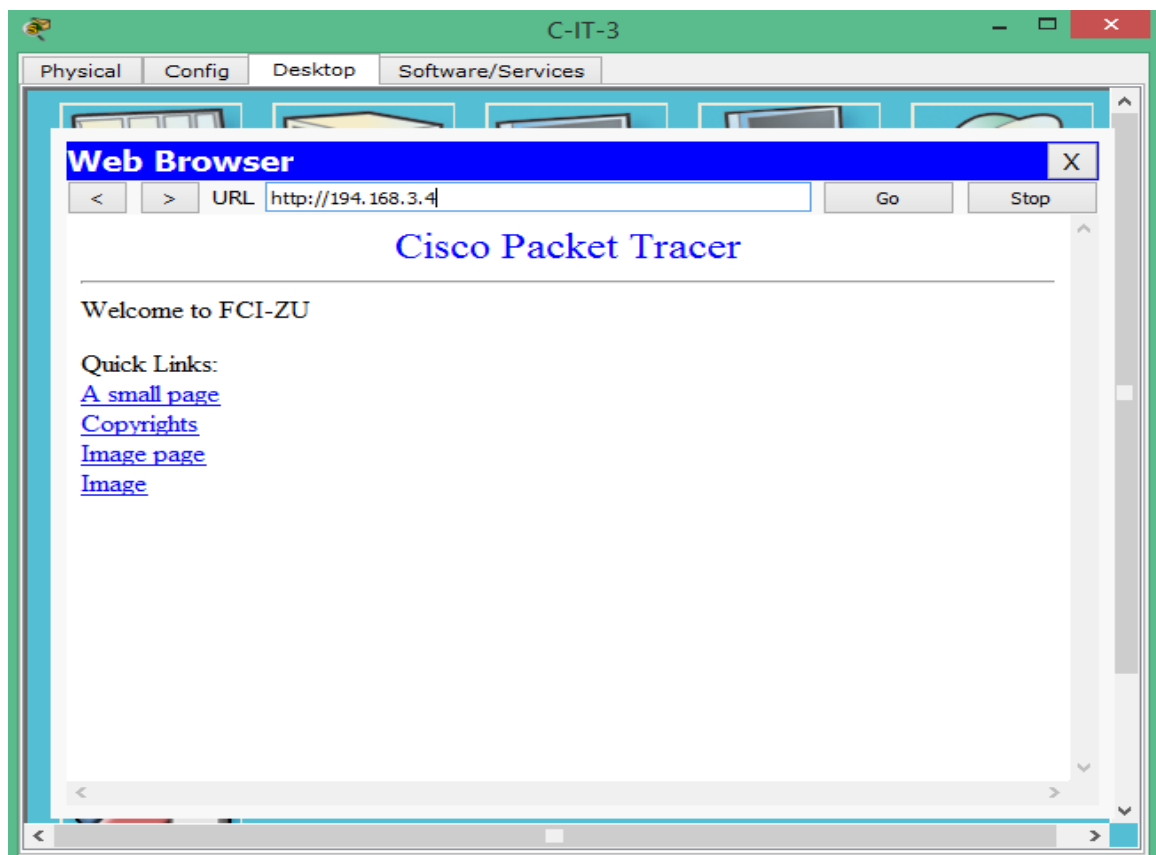 C-IT-3
Physical Config Desktop Software/Services
Web Browser X
< > URL http://194.168.3.4 Go Stop
Cisco Packet Tracer
Welcome to FCI-ZU
Quick Links:
A small page
Copyrights
Image page
Image